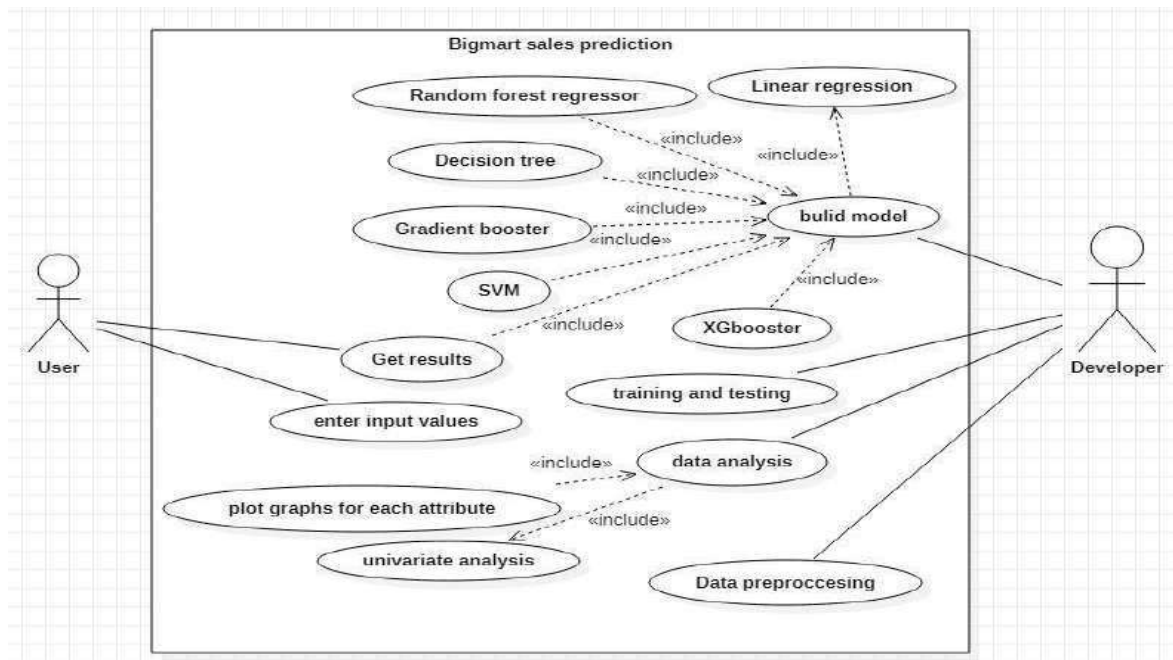 Bigmart sales prediction
Random forest regressor
Linear regression
«include»
«include»
Decision tree
«include»
«include»
bulid model
Gradient booster
«include»
SVM
«include»
«include»
XGbooster
User
Get results
Developer
training and testing
enter input values
«include»
data analysis
plot graphs for each attribute
«include»
univariate analysis
Data preproccesing